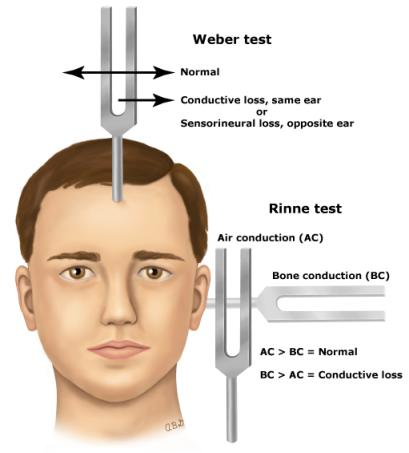 Weber test
Normal
Conductive loss, same ear
or
Sensorineural loss, opposite ear
Rinne test
Air conduction (AC)
Bone conduction (BC)
AC > BC = Normal
BC > AC = Conductive loss